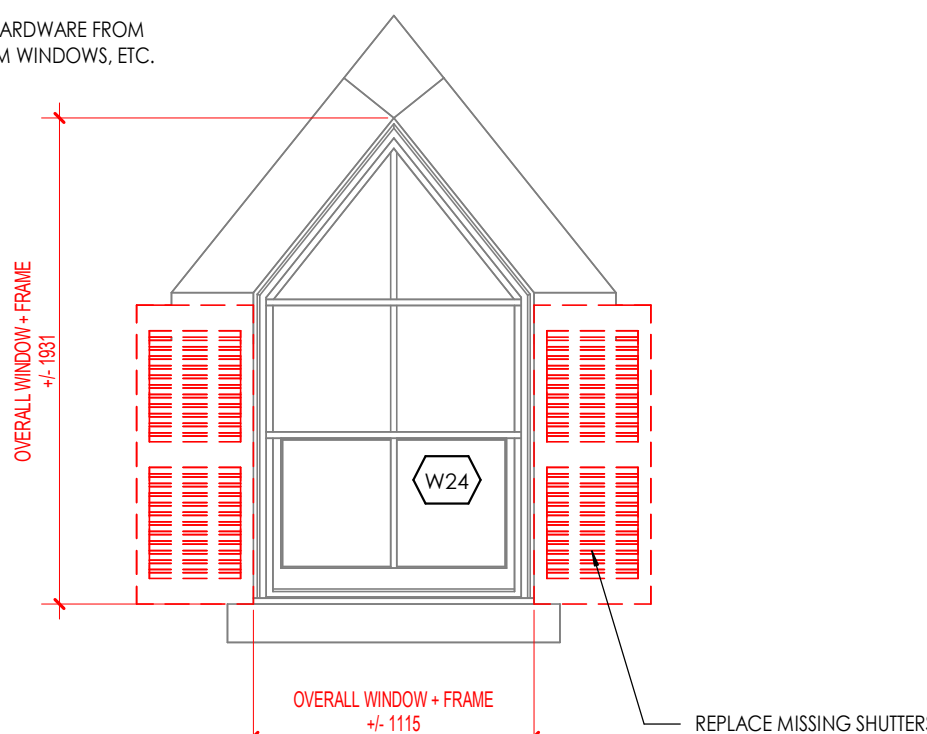 ARDWARE FROM
M WINDOWS, ETC.
OVERALL WINDOW + FRAME
+/- 1931
W24
OVERALL WINDOW + FRAME
+/- 1115
REPLACE MISSING SHUTTERS